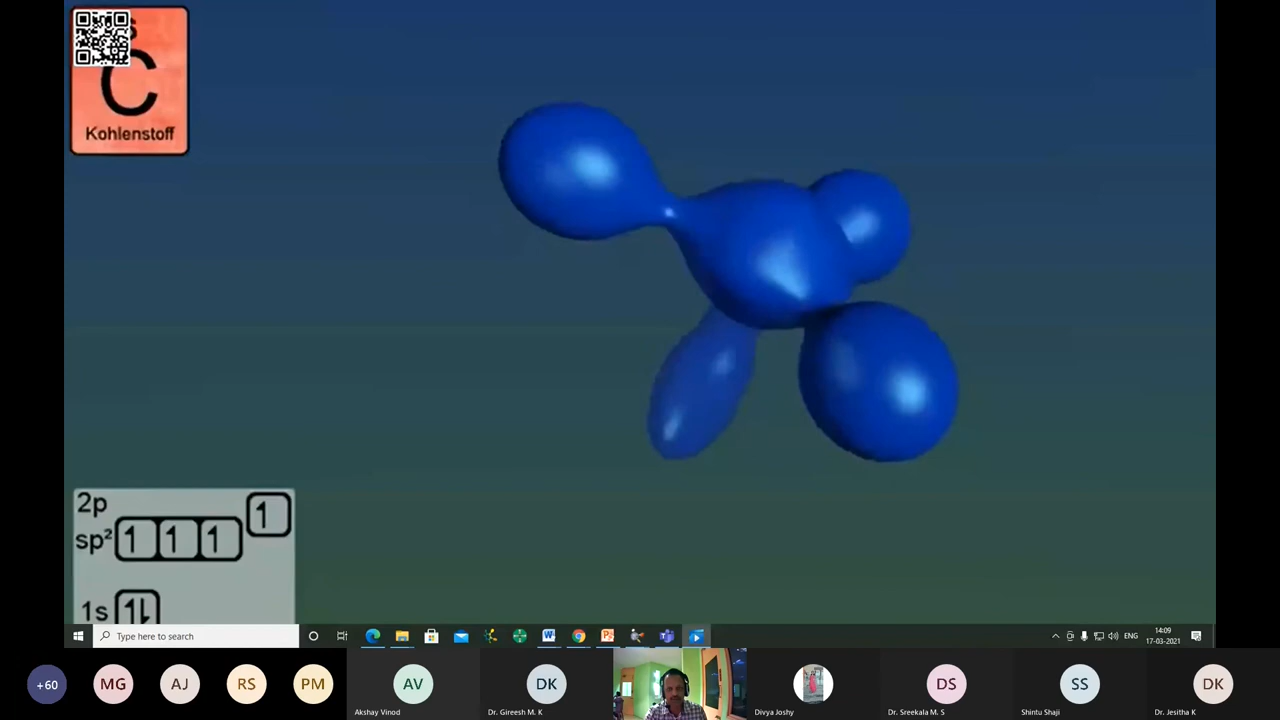 C
Kohlenstoff
2p
1
sp² 1 1 1
1s 1
Type here to search
ENG
14:09
17-03-2021
+60
MG
AJ
RS
PM
AV
DK
DS
SS
DK
Akshay Vinod
Dr. Gireesh M. K
Divya Joshy
Dr. Sreekala M. S
Shintu Shaji
Dr. Jesitha K